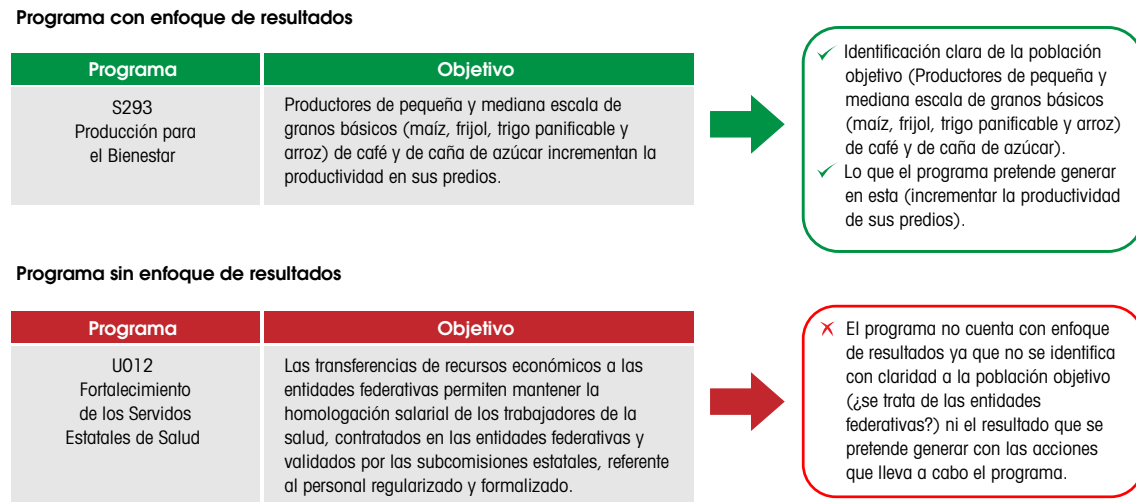 Programa con enfoque de resultados
Programa
Objetivo
S293
Producción para
el Bienestar
Productores de pequeña y mediana escala de
granos básicos (maíz, frijol, trigo panificable y
arroz) de café y de caña de azúcar incrementan la
productividad en sus predios.
✓ Identificación clara de la población
objetivo (Productores de pequeña y
mediana escala de granos básicos
(maíz, frijol, trigo panificable y arroz)
de café y de caña de azúcar).
✓ Lo que el programa pretende generar
en esta (incrementar la productividad
de sus predios).
Programa sin enfoque de resultados
Programa
Objetivo
U012
Fortalecimiento
de los Servidos
Estatales de Salud
Las transferencias de recursos económicos a las
entidades federativas permiten mantener la
homologación salarial de los trabajadores de la
salud, contratados en las entidades federativas y
validados por las subcomisiones estatales, referente
al personal regularizado y formalizado.
✗ El programa no cuenta con enfoque
de resultados ya que no se identifica
con claridad a la población objetivo
(¿se trata de las entidades
federativas?) ni el resultado que se
pretende generar con las acciones
que lleva a cabo el programa.